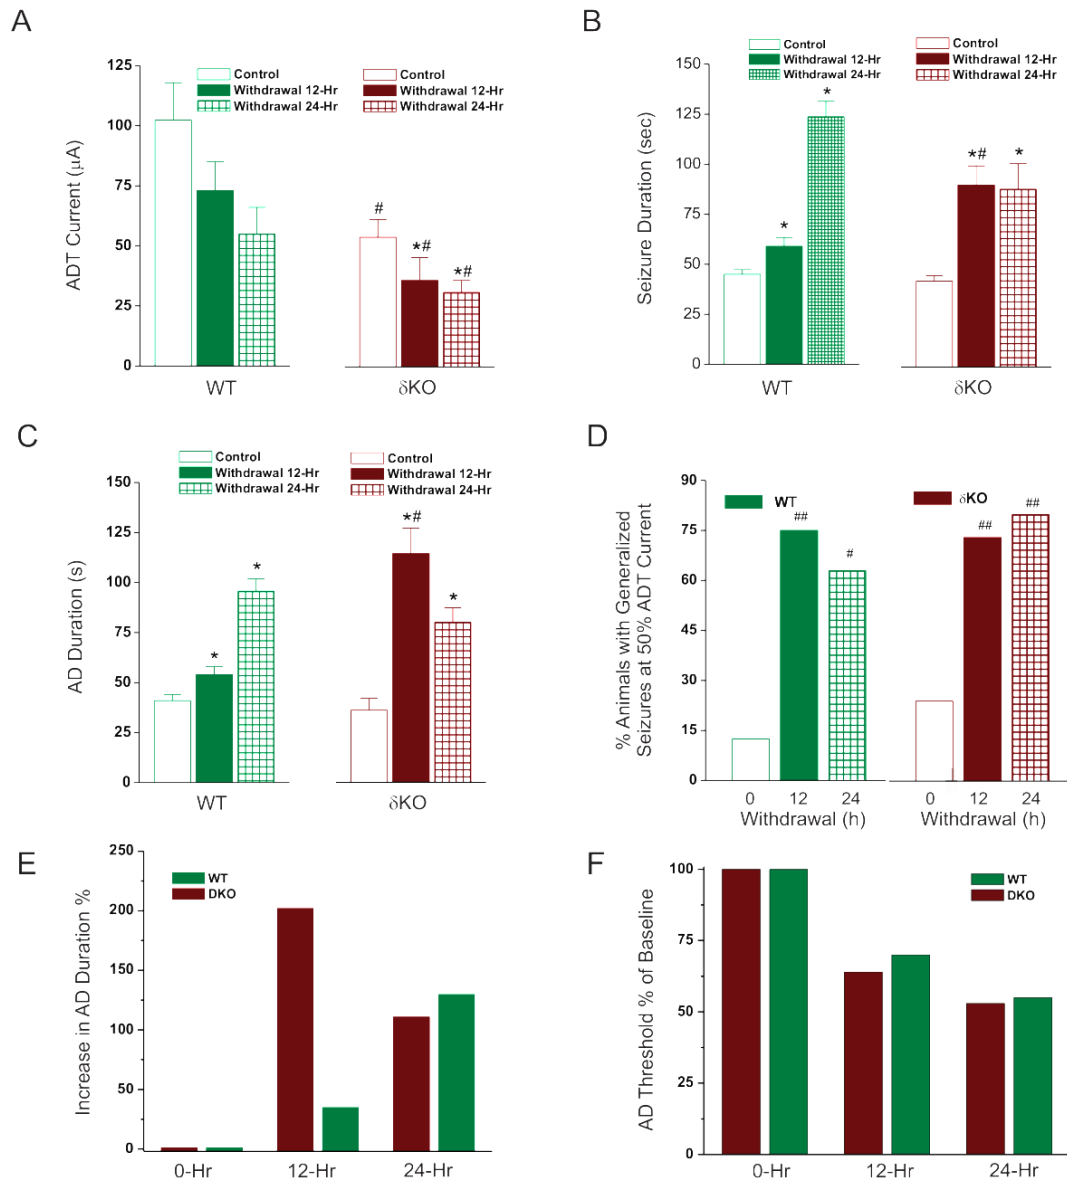 A
Control
Withdrawal 12-Hr
Withdrawal 24-Hr
Control
Withdrawal 12-Hr
Withdrawal 24-Hr
ADT Current (µA)
125
100
75
50
25
0
#
*#
*#
WT
δKO
B
Control
Withdrawal 12-Hr
Withdrawal 24-Hr
Control
Withdrawal 12-Hr
Withdrawal 24-Hr
Seizure Duration (sec)
150
125
100
75
50
25
0
*
*
*#
*
WT
δKO
C
Control
Withdrawal 12-Hr
Withdrawal 24-Hr
Control
Withdrawal 12-Hr
Withdrawal 24-Hr
AD Duration (s)
150
125
100
75
50
25
0
*
*
*#
*
WT
δKO
D
WT
δKO
% Animals with Generalized
Seizures at 50% ADT Current
90
75
60
45
30
15
0
##
#
##
##
0 12 24
Withdrawal (h)
0 12 24
Withdrawal (h)
E
WT
DKO
Increase in AD Duration %
250
200
150
100
50
0
0-Hr 12-Hr 24-Hr
F
WT
DKO
AD Threshold % of Baseline
100
75
50
25
0
0-Hr 12-Hr 24-Hr